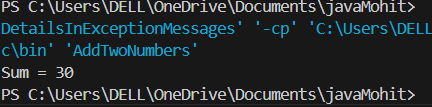 PS C:\Users\DELL\OneDrive\Documents\javaMohit>
DetailsInExceptionMessages' '-cp' 'C:\Users\DELL
c\bin' 'AddTwoNumbers'
Sum = 30
PS C:\Users\DELL\OneDrive\Documents\javaMohit>